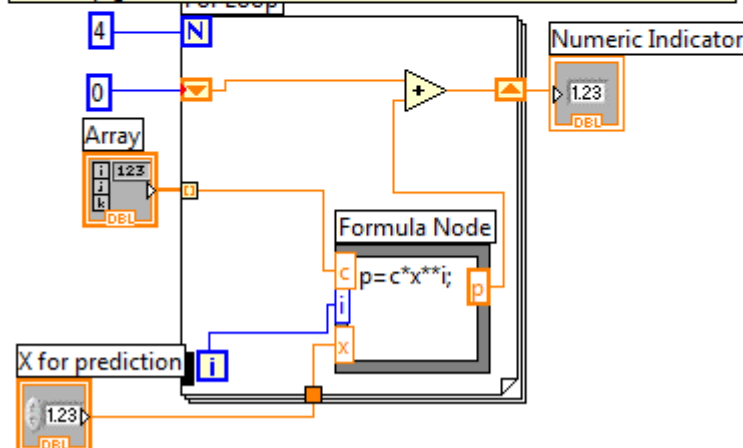 For Loop
4
N
Numeric Indicator
0
1.23
DBL
Array
i
j
k
123
DBL
Formula Node
c
p=c*x**i;
i
p
x
X for prediction
i
1.23
DBL